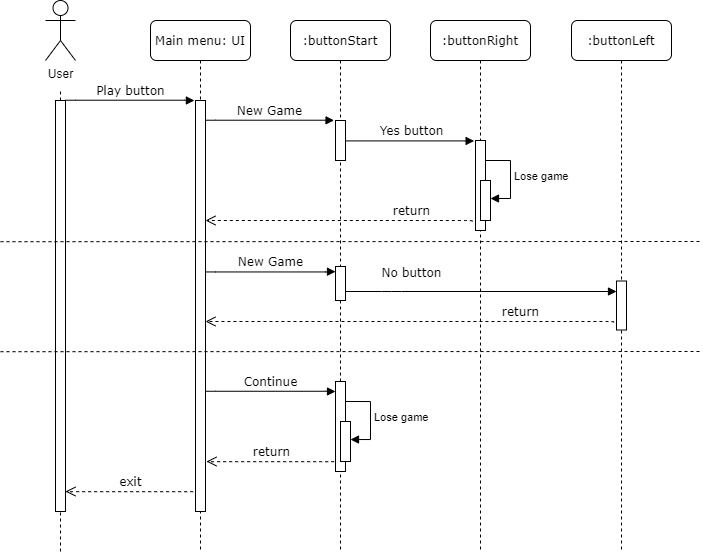 Main menu: UI
:buttonStart
:buttonRight
:buttonLeft
User
Play button
New Game
Yes button
Lose game
return
New Game
No button
return
Continue
Lose game
return
exit